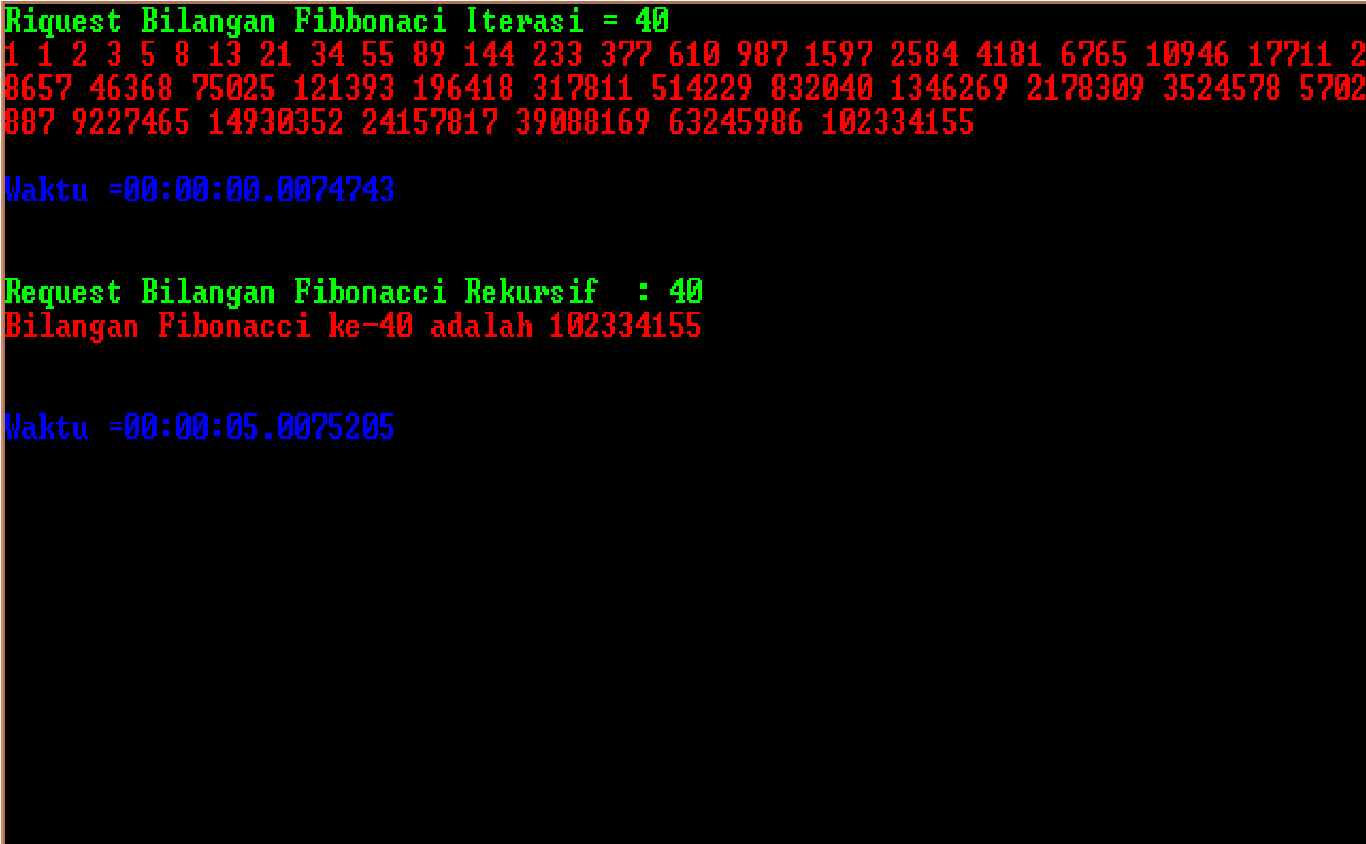 Riquest Bilangan Fibbonaci Iterasi = 40
1 1 2 3 5 8 13 21 34 55 89 144 233 377 610 987 1597 2584 4181 6765 10946 17711 2
8657 46368 75025 121393 196418 317811 514229 832040 1346269 2178309 3524578 5702
887 9227465 14930352 24157817 39088169 63245986 102334155
Waktu =00:00:00.0074743
Request Bilangan Fibonacci Rekursif  : 40
Bilangan Fibonacci ke-40 adalah 102334155
Waktu =00:00:05.0075205